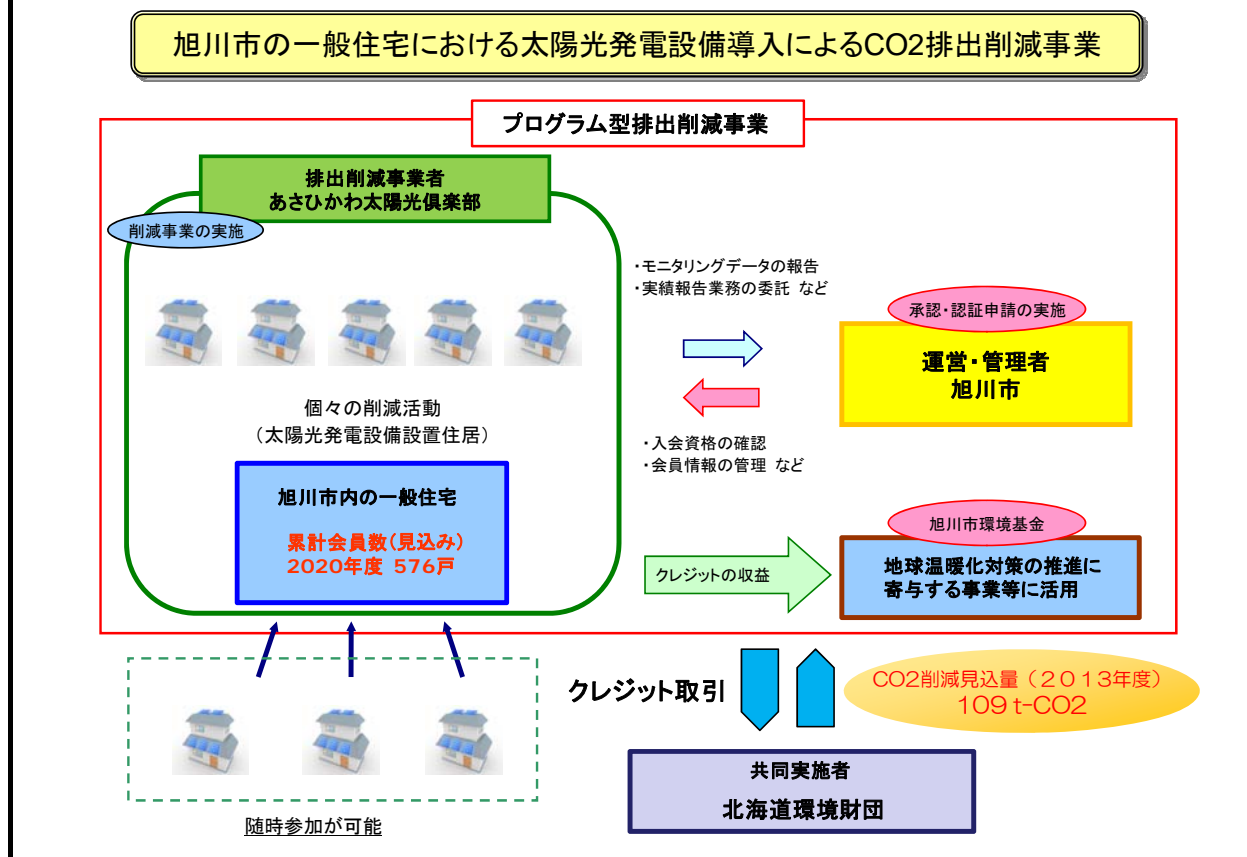 旭川市の一般住宅における太陽光発電設備導入によるCO2排出削減事業
プログラム型排出削減事業
排出削減事業者
あさひかわ太陽光倶楽部
削減事業の実施
個々の削減活動
（太陽光発電設備設置住居）
旭川市内の一般住宅
累計会員数(見込み)
2020年度 576戸
・モニタリングデータの報告
・実績報告業務の委託 など
・入会資格の確認
・会員情報の管理 など
承認・認証申請の実施
運営・管理者
旭川市
クレジットの収益
旭川市環境基金
地球温暖化対策の推進に
寄与する事業等に活用
随時参加が可能
クレジット取引
CO2削減見込量（２０１3年度）
109 t-CO2
共同実施者
北海道環境財団